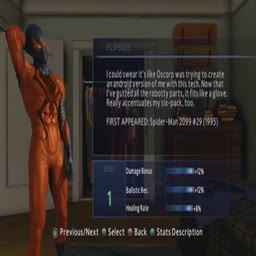 FLIPSIDE
I could swear it's like Oscorp was trying to create
an android version of me with this tech. Now that
I've gutted all the robotty parts, it fits like a glove.
Really accentuates my six-pack, too.
FIRST APPEARED: Spider-Man 2099 #29 (1995)
LEVEL
1
Damage Bonus +12%
Ballistic Res. +12%
Healing Rate +8%
Previous/Next Select Back Stats Description